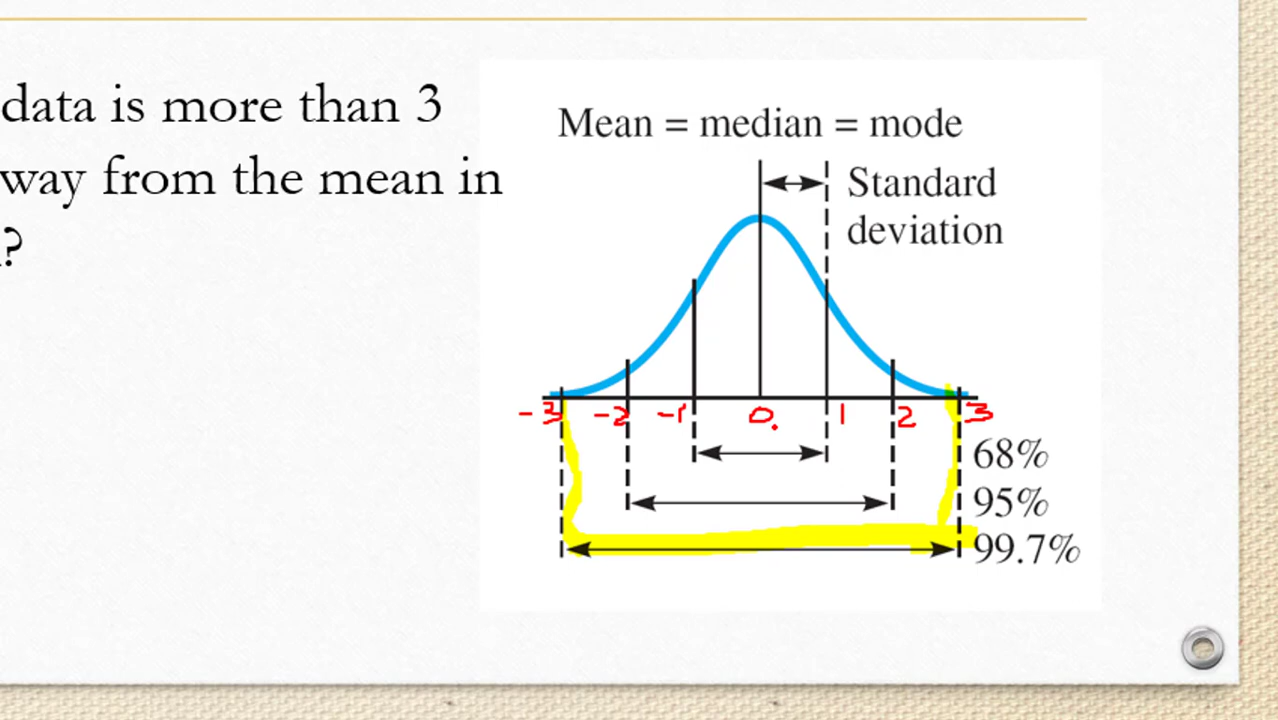 data is more than 3
way from the mean in
?
Mean = median = mode
Standard
deviation
-3 -2 -1 0. 1 2 3
68%
95%
99.7%